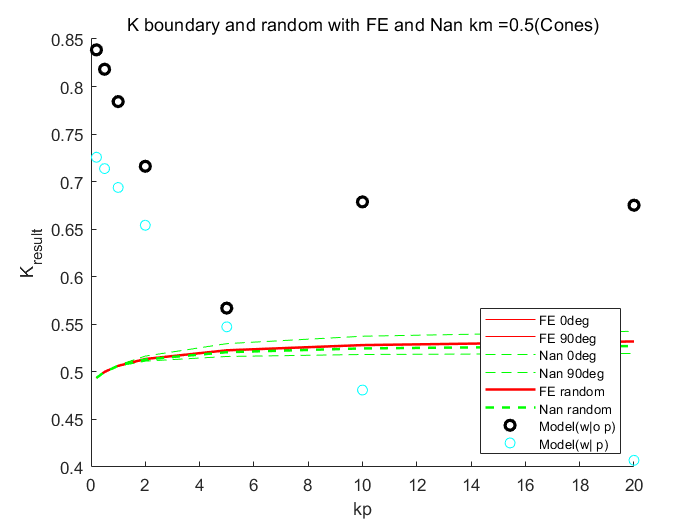 K boundary and random with FE and Nan km =0.5(Cones)
0.85
0.8
0.75
0.7
0.65
0.6
0.55
0.5
0.45
0.4
K_result
0 2 4 6 8 10 12 14 16 18 20
kp
FE 0deg
FE 90deg
Nan 0deg
Nan 90deg
FE random
Nan random
Model(w|o p)
Model(w| p)